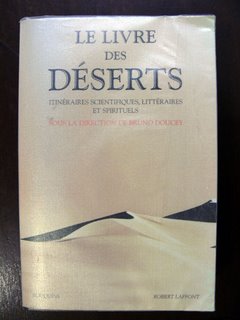 LE LIVRE
DES
DÉSERTS
ITINÉRAIRES SCIENTIFIQUES, LITTÉRAIRES
ET SPIRITUELS
SOUS LA DIRECTION DE BRUNO DOUCEY
BOUQUINS
ROBERT LAFFONT